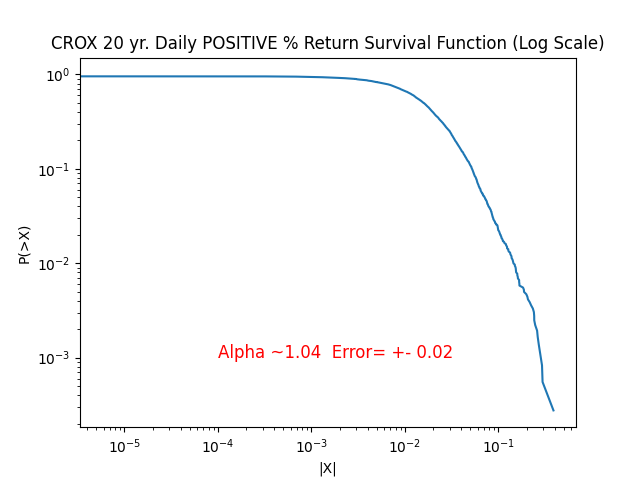 CROX 20 yr. Daily POSITIVE % Return Survival Function (Log Scale)
10⁰
10⁻¹
10⁻²
10⁻³
P(>X)
Alpha ~1.04  Error= +- 0.02
10⁻⁵
10⁻⁴
10⁻³
10⁻²
10⁻¹
|X|